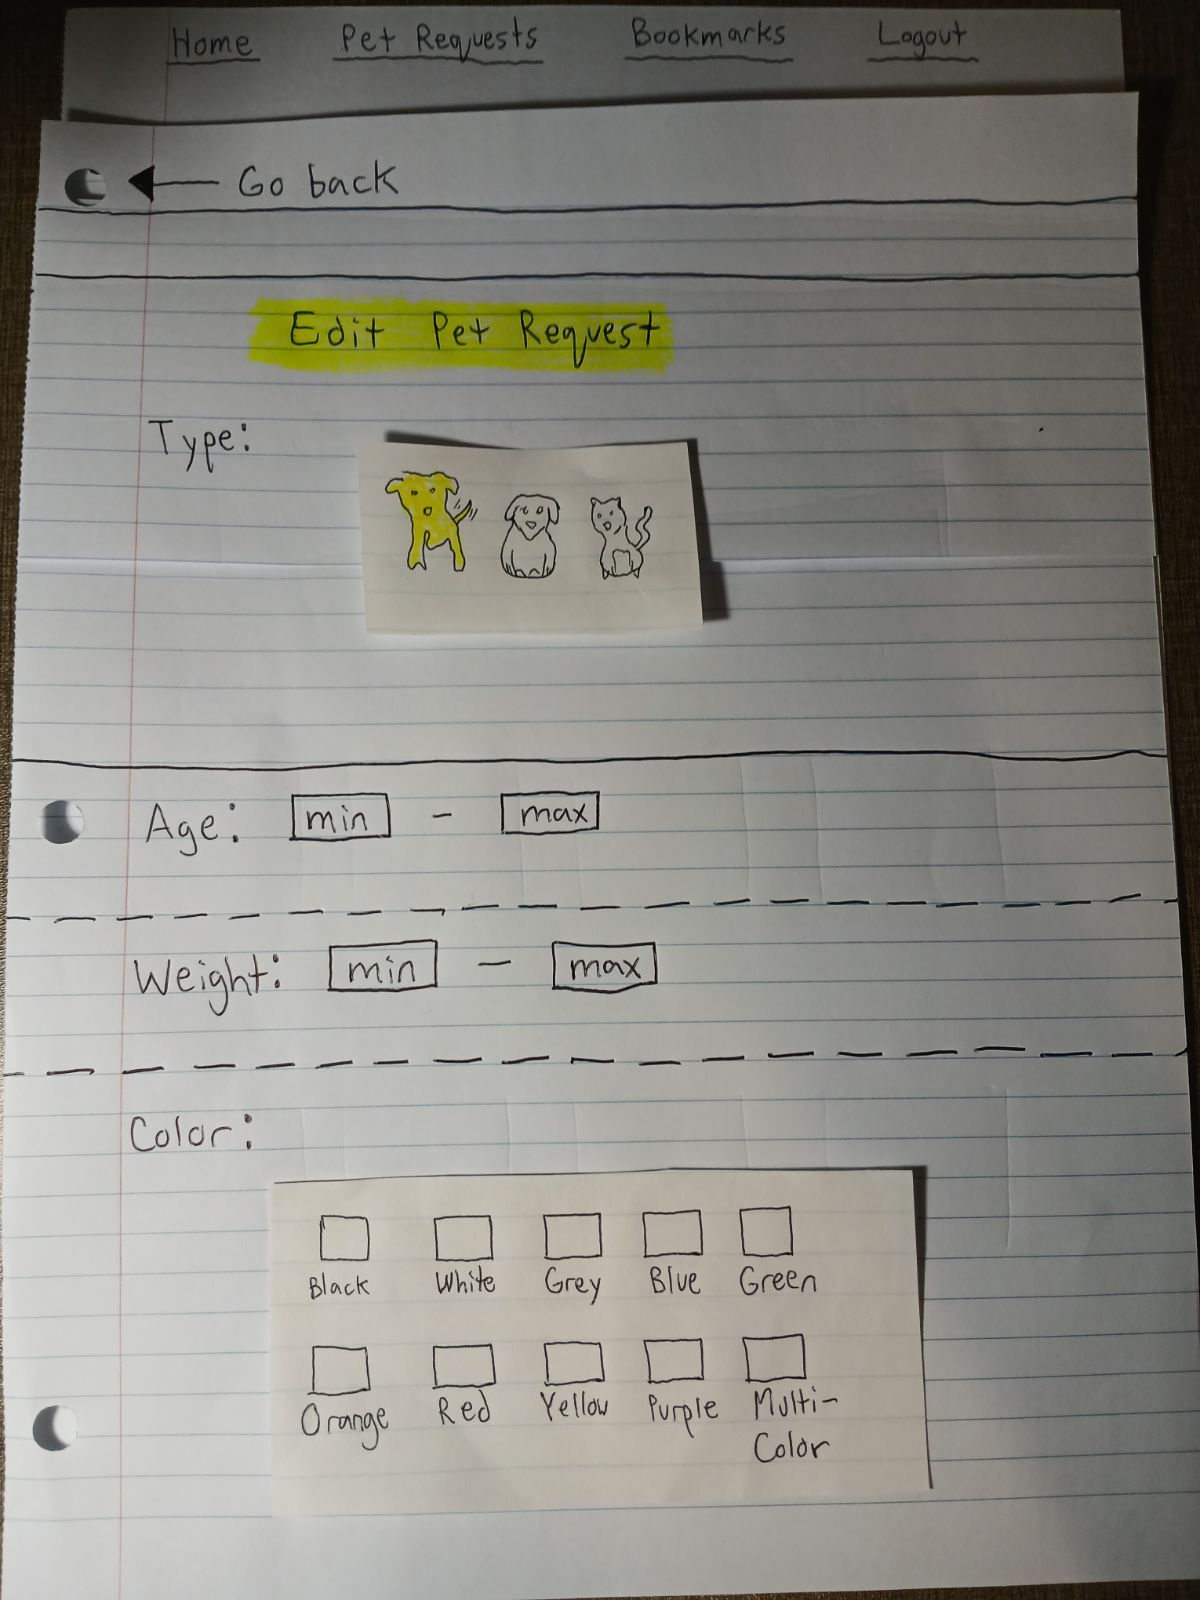 Home Pet Requests Bookmarks Logout
Go back
Edit Pet Request
Type:
Age: min - max
Weight: min - max
Color:
Black White Grey Blue Green
Orange Red Yellow Purple Multi-
Color